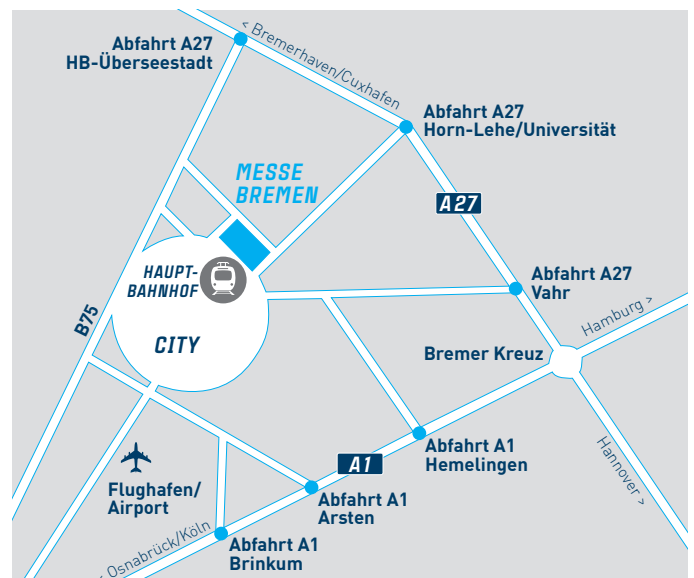 < Bremerhaven/Cuxhafen
Abfahrt A27
HB-Überseestadt
Abfahrt A27
Horn-Lehe/Universität
MESSE
BREMEN
A27
HAUPT-
BAHNHOF
Abfahrt A27
Vahr
Hamburg >
B75
CITY
Bremer Kreuz
Abfahrt A1
Hemelingen
A1
Hannover >
Flughafen/
Airport
Abfahrt A1
Arsten
< Osnabrück/Köln
Abfahrt A1
Brinkum